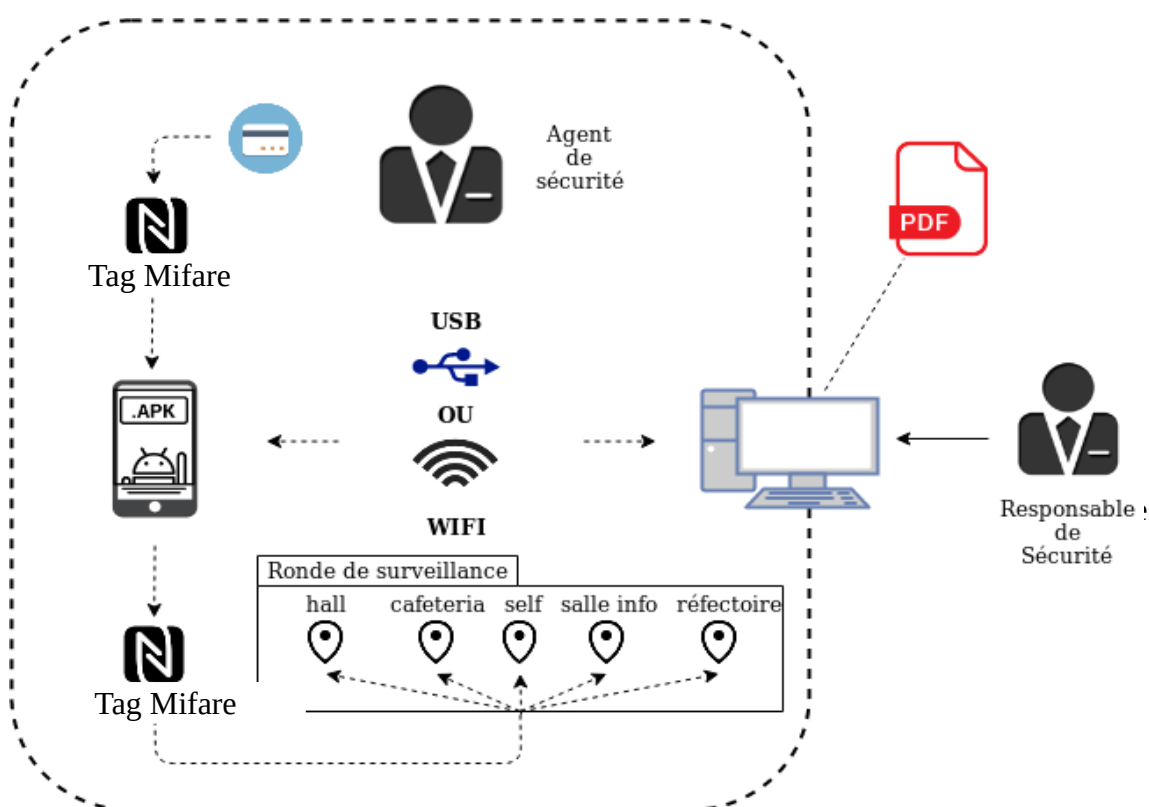 Agent
de
sécurité
PDF
Tag Mifare
USB
.APK
OU
WIFI
Responsable
de
Sécurité
Ronde de surveillance
hall cafeteria self salle info réfectoire
Tag Mifare